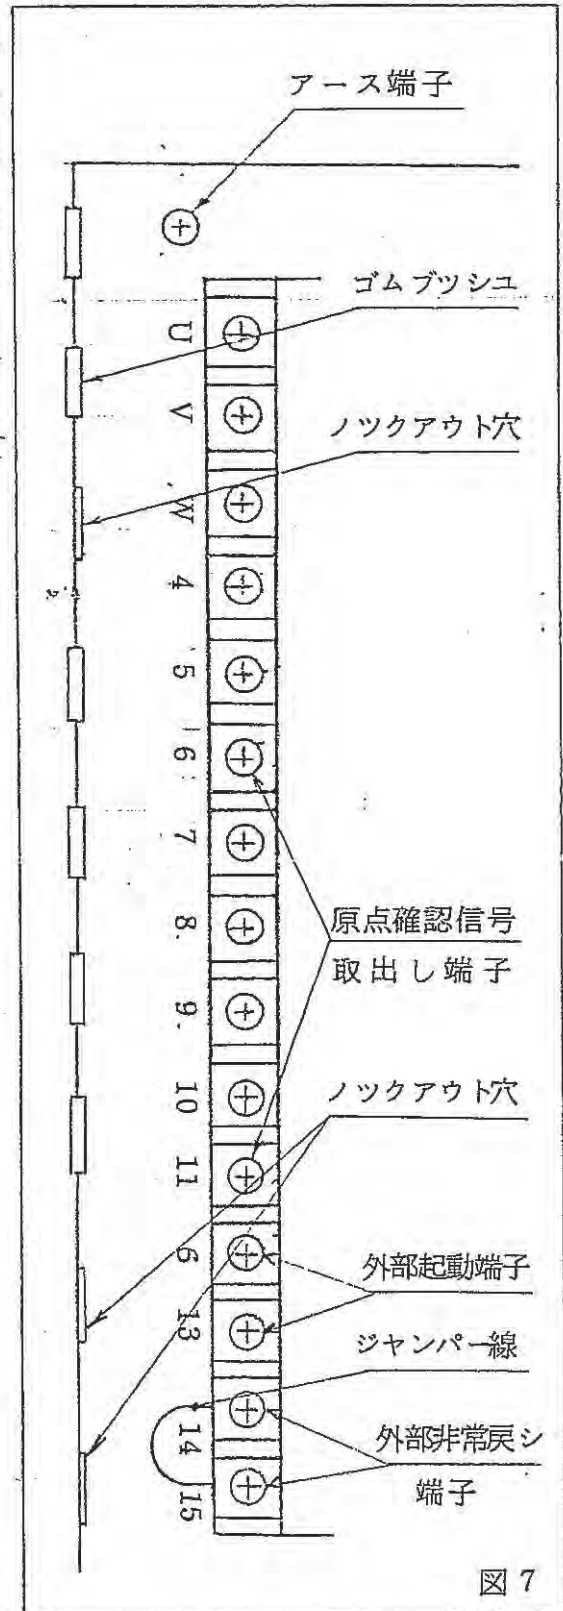 アース端子
ゴムブツシユ
ノツクアウト穴
U
V
W
4
5
6
7
8.
9.
10
11
6
13
14
15
原点確認信号
取出し端子
ノツクアウト穴
外部起動端子
ジヤンパー線
外部非常戻シ
端子
図7